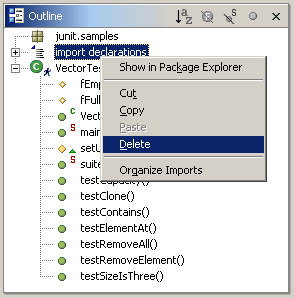 Outline
junit.samples
import declarations
VectorTes
fEmp
fFull
Vect
main
setU
suite
testCapacity()
testClone()
testContains()
testElementAt()
testRemoveAll()
testRemoveElement()
testSizeIsThree()
Show in Package Explorer
Cut
Copy
Paste
Delete
Organize Imports